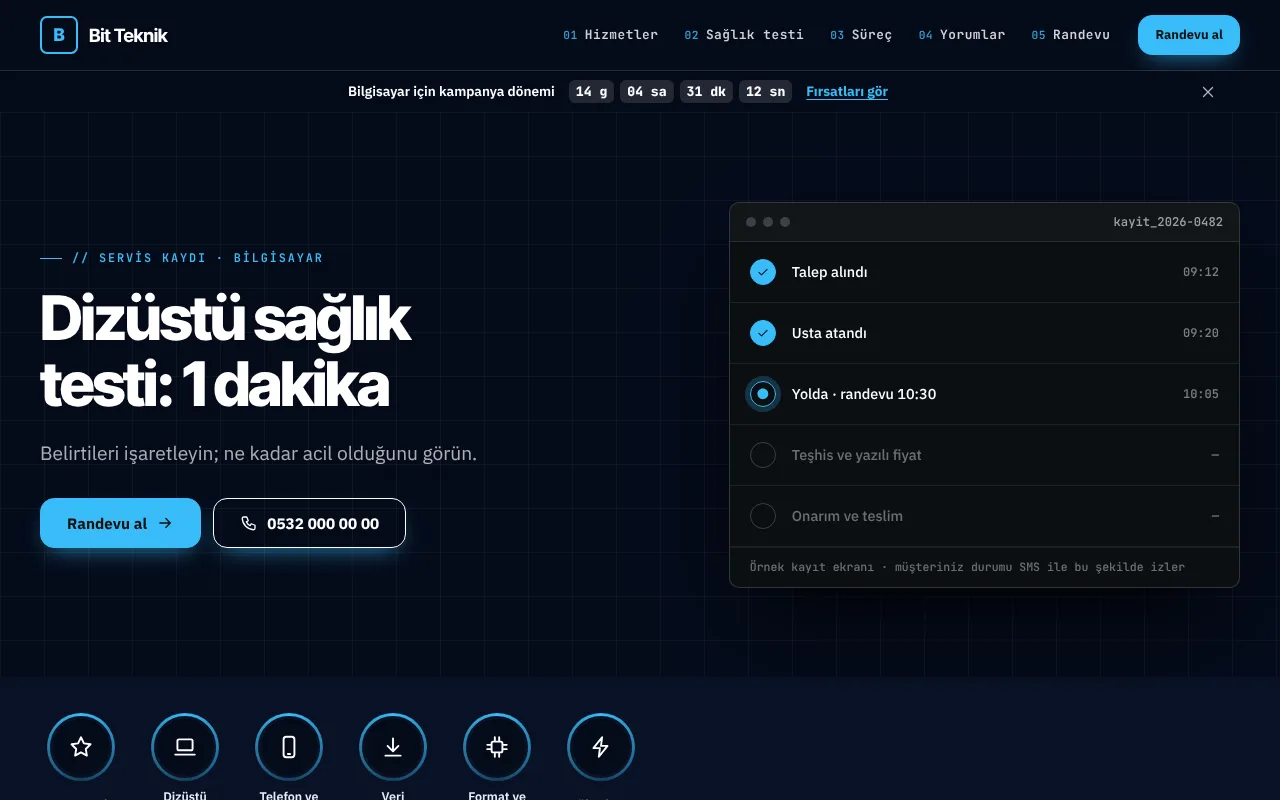 B
Bit Teknik
01 Hizmetler
02 Sağlık testi
03 Süreç
04 Yorumlar
05 Randevu
Randevu al
Bilgisayar için kampanya dönemi
14 g 04 sa 31 dk 12 sn
Fırsatları gör
// SERVİS KAYDI · BİLGİSAYAR
Dizüstü sağlık
testi: 1 dakika
Belirtileri işaretleyin; ne kadar acil olduğunu görün.
Randevu al
0532 000 00 00
kayit_2026-0482
Talep alındı 09:12
Usta atandı 09:20
Yolda · randevu 10:30 10:05
Teşhis ve yazılı fiyat –
Onarım ve teslim –
Örnek kayıt ekranı · müşteriniz durumu SMS ile bu şekilde izler
Dizüstü
Telefon ve
Veri
Format ve